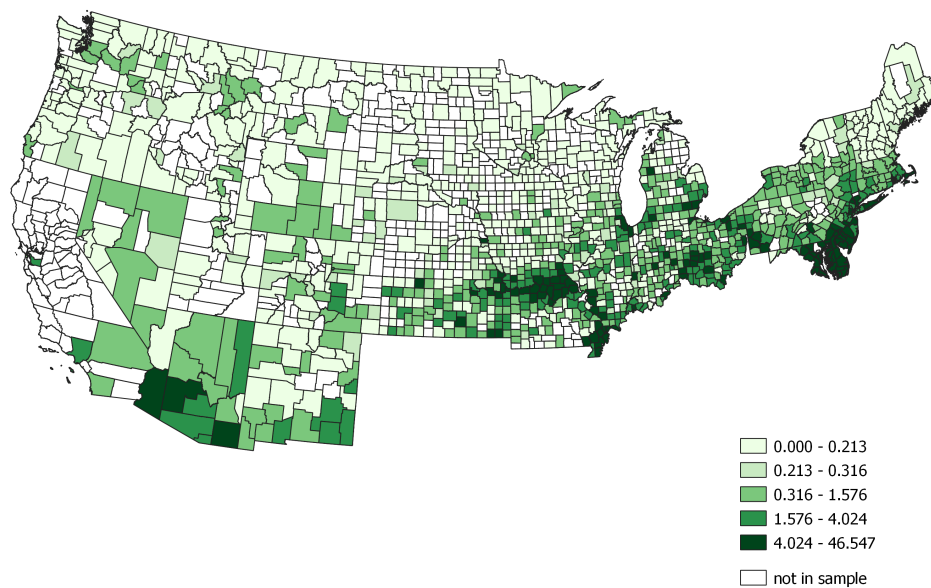 0.000 - 0.213
0.213 - 0.316
0.316 - 1.576
1.576 - 4.024
4.024 - 46.547
not in sample